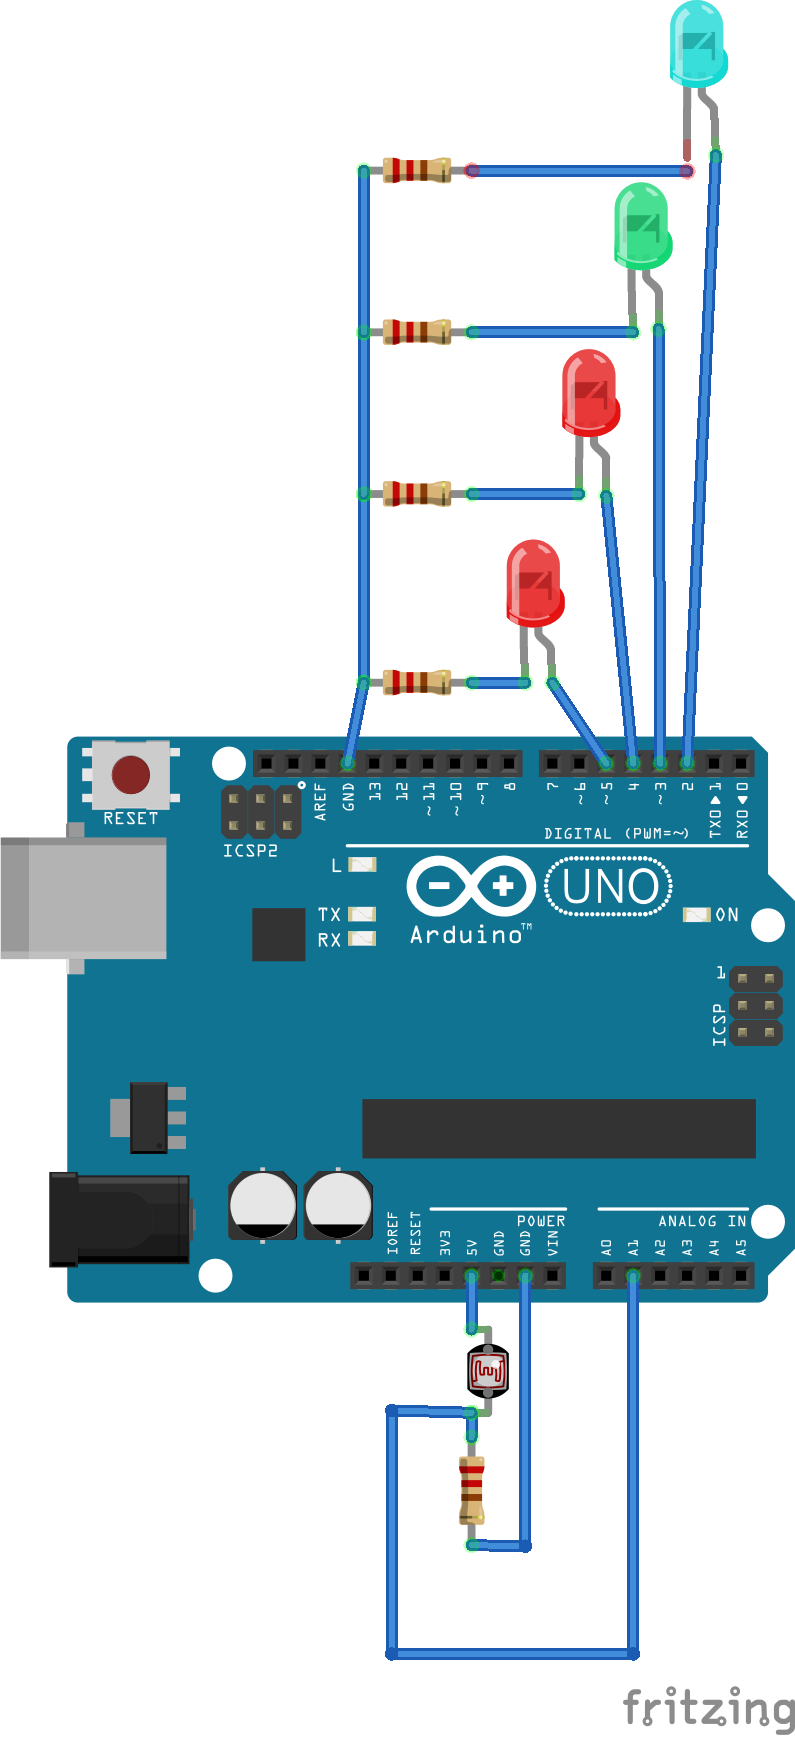 RESET
ICSP2
AREF
GND
13
12
~11
~10
~9
8
7
~6
~5
4
~3
2
TX0▶1
RX0◀0
DIGITAL (PWM=~)
L
TX
RX
UNO
Arduino™
ON
1
ICSP
IOREF
RESET
3V3
5V
GND
GND
VIN
POWER
ANALOG IN
A0
A1
A2
A3
A4
A5
fritzing